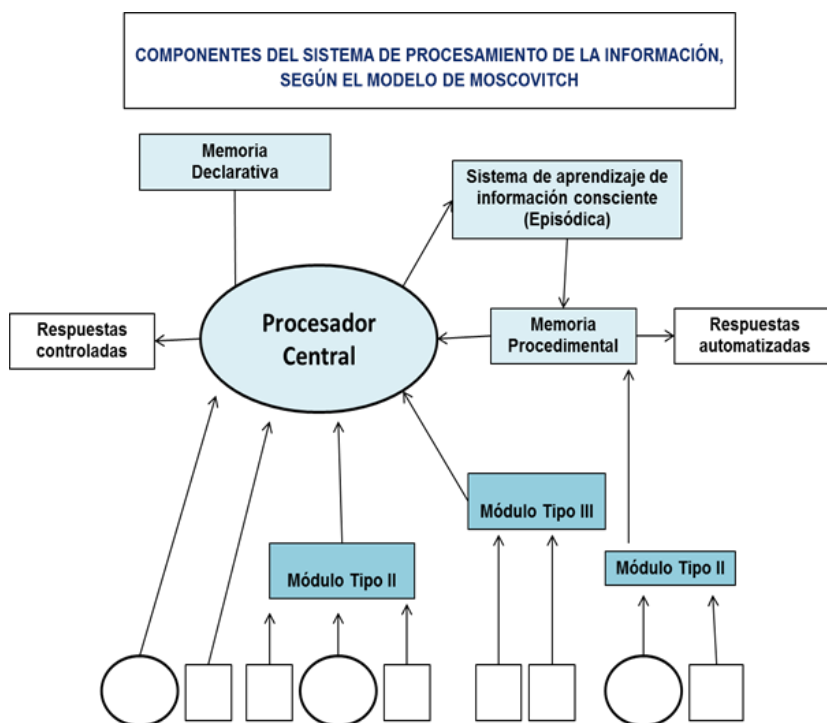 COMPONENTES DEL SISTEMA DE PROCESAMIENTO DE LA INFORMACIÓN,
SEGÚN EL MODELO DE MOSCOVITCH
Memoria
Declarativa
Sistema de aprendizaje de
información consciente
(Episódica)
Respuestas
controladas
Procesador
Central
Memoria
Procedimental
Respuestas
automatizadas
Módulo Tipo III
Módulo Tipo II
Módulo Tipo II